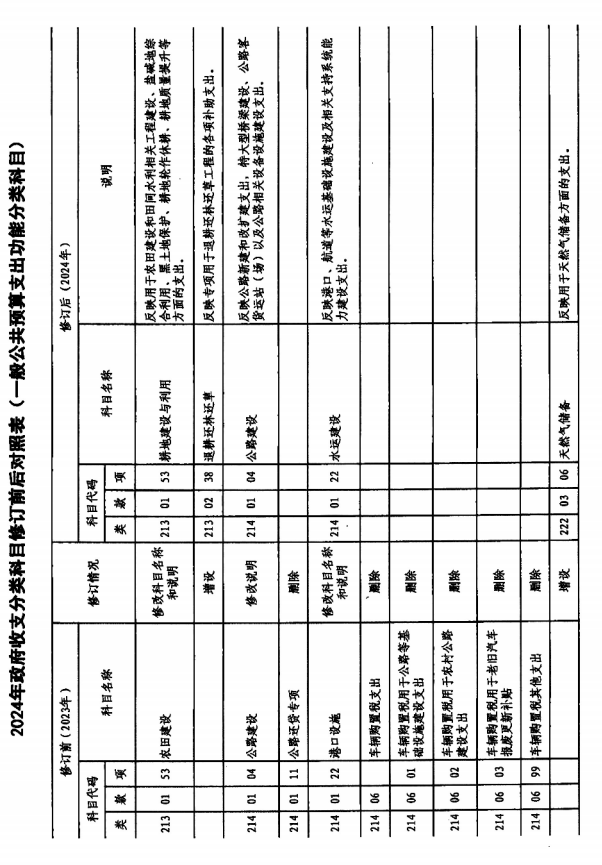 2024年政府收支分类科目修订前后对照表（一般公共预算支出功能分类科目）
修订前（2023年） 修订情况 修订后（2024年）
科目代码 科目名称 科目代码 科目名称 说明
类 款 项 类 款 项
213 01 53 农田建设 修改科目名称 213 01 53 耕地建设与利用 反映用于农田建设和田间水利相关工程建设、盐碱地综
和说明 合利用、黑土地保护、耕地轮作休耕、耕地质量提升等
方面的支出。
增设 213 02 38 退耕还林还草 反映专项用于退耕还林还草工程的各项补助支出。
214 01 04 公路建设 修改说明 214 01 04 公路建设 反映公路新建和改扩建支出，特大型桥梁建设、公路客
货运站（场）以及公路相关设备设施建设支出。
214 01 11 公路还贷专项 删除
214 01 22 港口设施 修改科目名称 214 01 22 水运建设 反映港口、航道等水运基础设施建设及相关支持系统能
和说明 力建设支出。
214 06 车辆购置税支出 删除
214 06 01 车辆购置税用于公路等基 删除
础设施建设支出
214 06 02 车辆购置税用于农村公路 删除
建设支出
214 06 03 车辆购置税用于老旧汽车 删除
报废更新补贴
214 06 99 车辆购置税其他支出 删除
增设 222 03 06 天然气储备 反映用于天然气储备方面的支出。